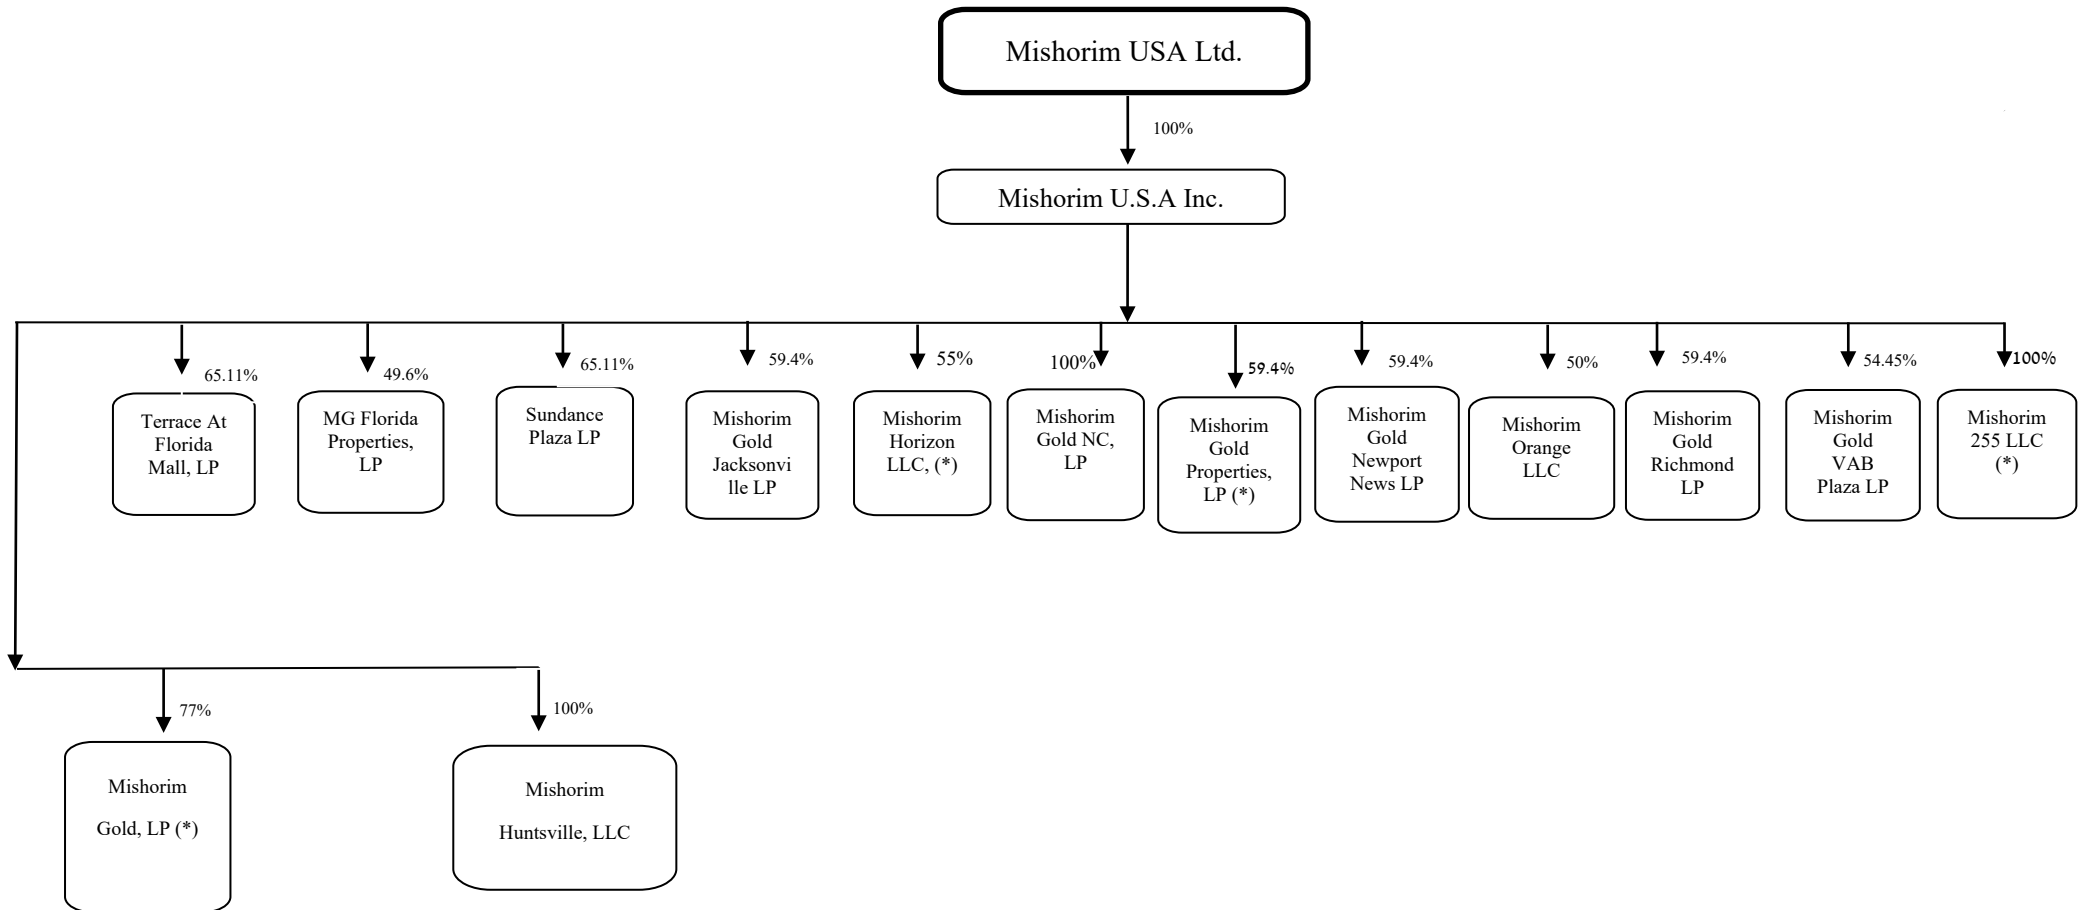 Mishorim USA Ltd.
100%
Mishorim U.S.A Inc.
65.11%
Terrace At
Florida
Mall, LP
49.6%
MG Florida
Properties,
LP
65.11%
Sundance
Plaza LP
59.4%
Mishorim
Gold
Jacksonvi
lle LP
55%
Mishorim
Horizon
LLC, (*)
100%
Mishorim
Gold NC,
LP
59.4%
Mishorim
Gold
Properties,
LP (*)
59.4%
Mishorim
Gold
Newport
News LP
50%
Mishorim
Orange
LLC
59.4%
Mishorim
Gold
Richmond
LP
54.45%
Mishorim
Gold
VAB
Plaza LP
100%
Mishorim
255 LLC
(*)
77%
Mishorim
Gold, LP (*)
100%
Mishorim
Huntsville, LLC